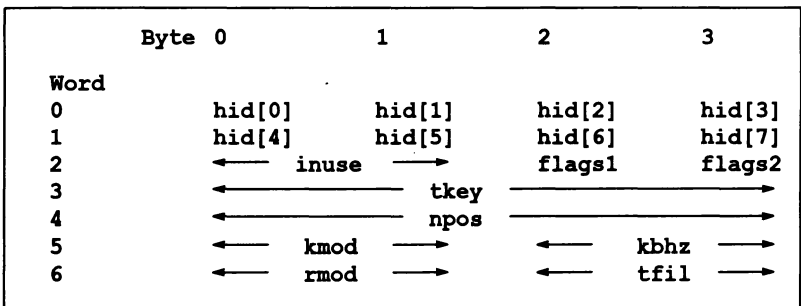 Byte 0 1 2 3
Word
0 hid[0] hid[1] hid[2] hid[3]
1 hid[4] hid[5] hid[6] hid[7]
2 inuse flags1 flags2
3 tkey
4 npos
5 kmod kbhz
6 rmod tfil